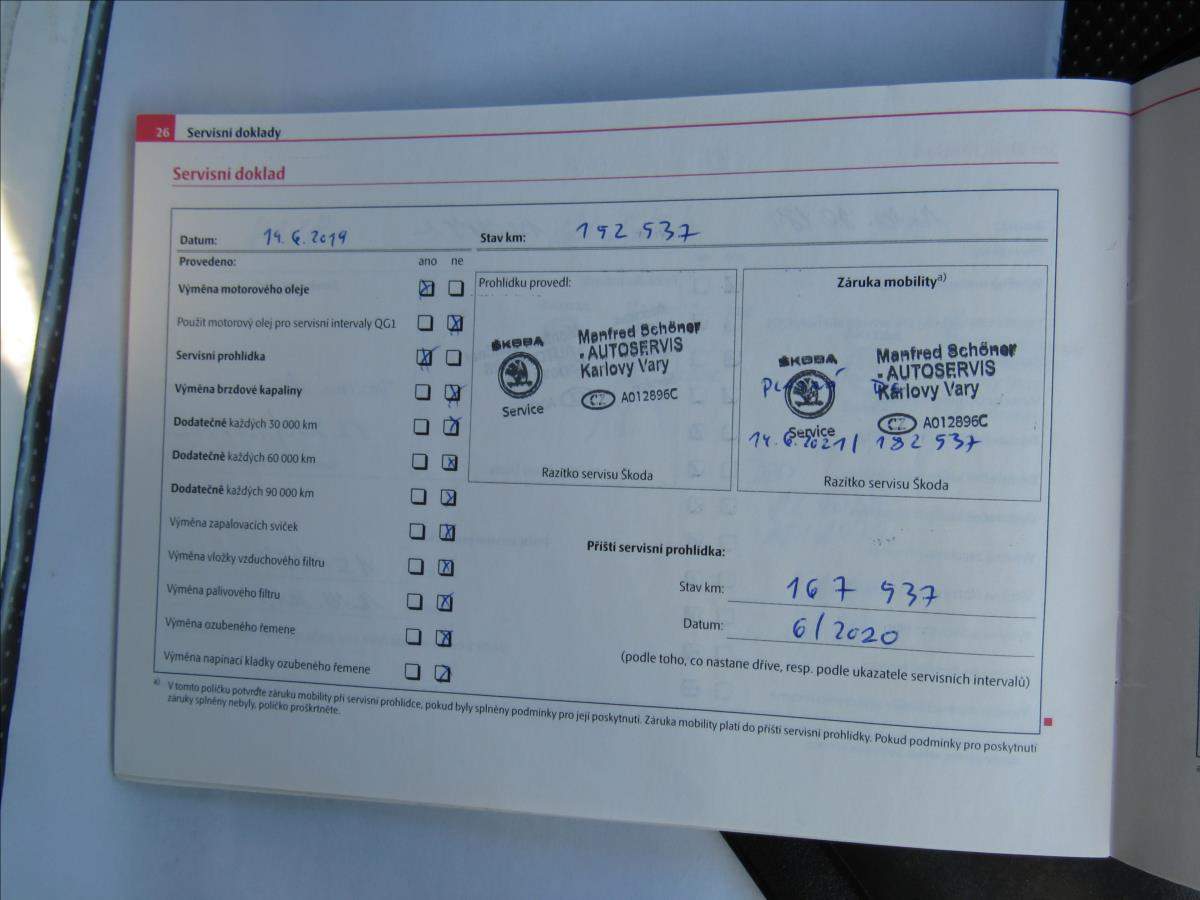 26 Servisní doklady
Servisní doklad
Datum: 14.6.2019 Stav km: 152 537
Provedeno: ano ne
Výměna motorového oleje
Použit motorový olej pro servisní intervaly QG1
Servisní prohlídka
Výměna brzdové kapaliny
Dodatečně každých 30 000 km
Dodatečně každých 60 000 km
Dodatečně každých 90 000 km
Výměna zapalovacích svíček
Výměna vložky vzduchového filtru
Výměna palivového filtru
Výměna ozubeného řemene
Výměna napínací kladky ozubeného řemene
Prohlídku provedl:
ŠKODA
Service
Manfred Schöner
AUTOSERVIS
Karlovy Vary
CZ A012896C
Razítko servisu Škoda
Záruka mobility a)
ŠKODA
Service
Manfred Schöner
AUTOSERVIS
Karlovy Vary
CZ A012896C
14.6.2021/ 182 537
Razítko servisu Škoda
Příští servisní prohlídka:
Stav km: 167 537
Datum: 6/2020
(podle toho, co nastane dříve, resp. podle ukazatele servisních intervalů)
a) V tomto políčku potvrďte záruku mobility při servisní prohlídce, pokud byly splněny podmínky pro její poskytnutí. Záruka mobility platí do příští servisní prohlídky. Pokud podmínky pro poskytnutí
záruky splněny nebyly, políčko proškrtněte.